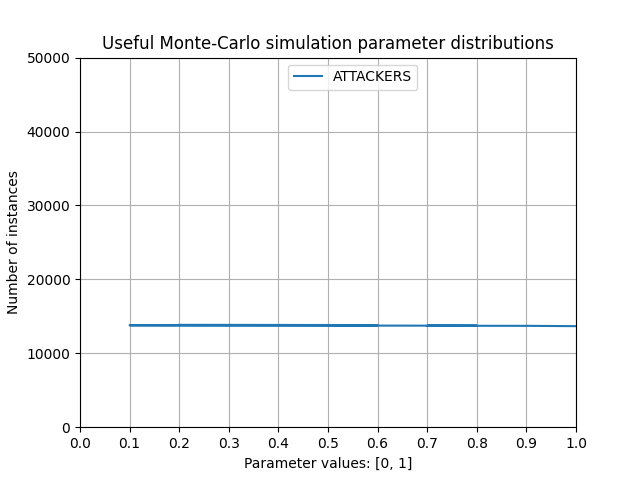 Useful Monte-Carlo simulation parameter distributions
ATTACKERS
50000
40000
30000
20000
10000
0
Number of instances
0.0 0.1 0.2 0.3 0.4 0.5 0.6 0.7 0.8 0.9 1.0
Parameter values: [0, 1]